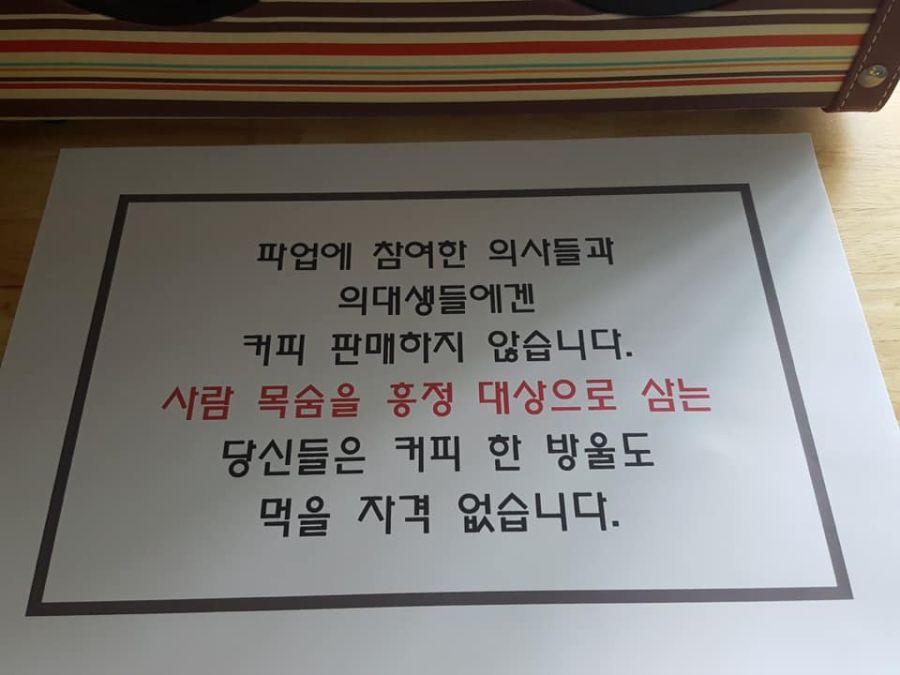 파업에 참여한 의사들과
의대생들에겐
커피 판매하지 않습니다.
사람 목숨을 흥정 대상으로 삼는
당신들은 커피 한 방울도
먹을 자격 없습니다.